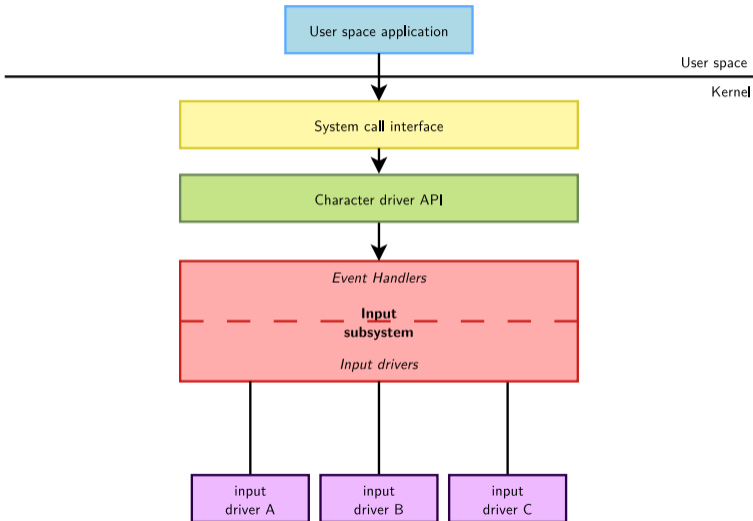 User space application
User space
Kernel
System call interface
Character driver API
Event Handlers
Input
subsystem
Input drivers
input
driver A
input
driver B
input
driver C